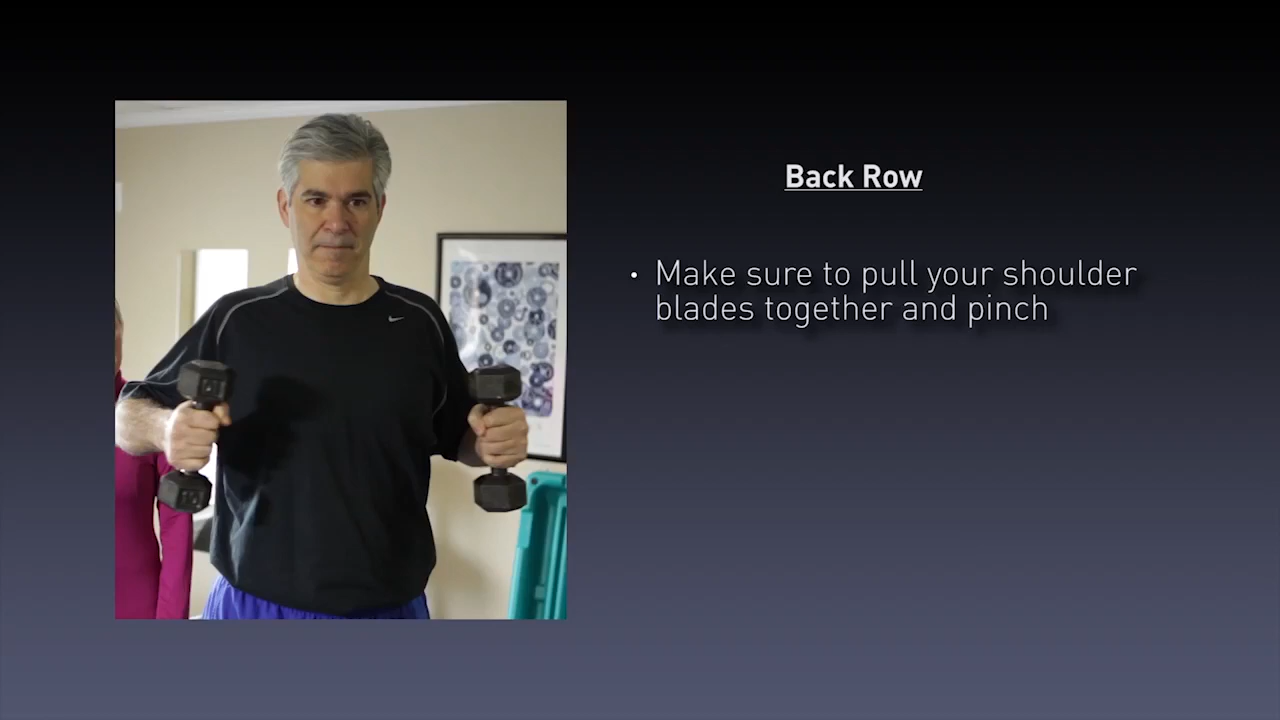 Back Row
• Make sure to pull your shoulder
blades together and pinch